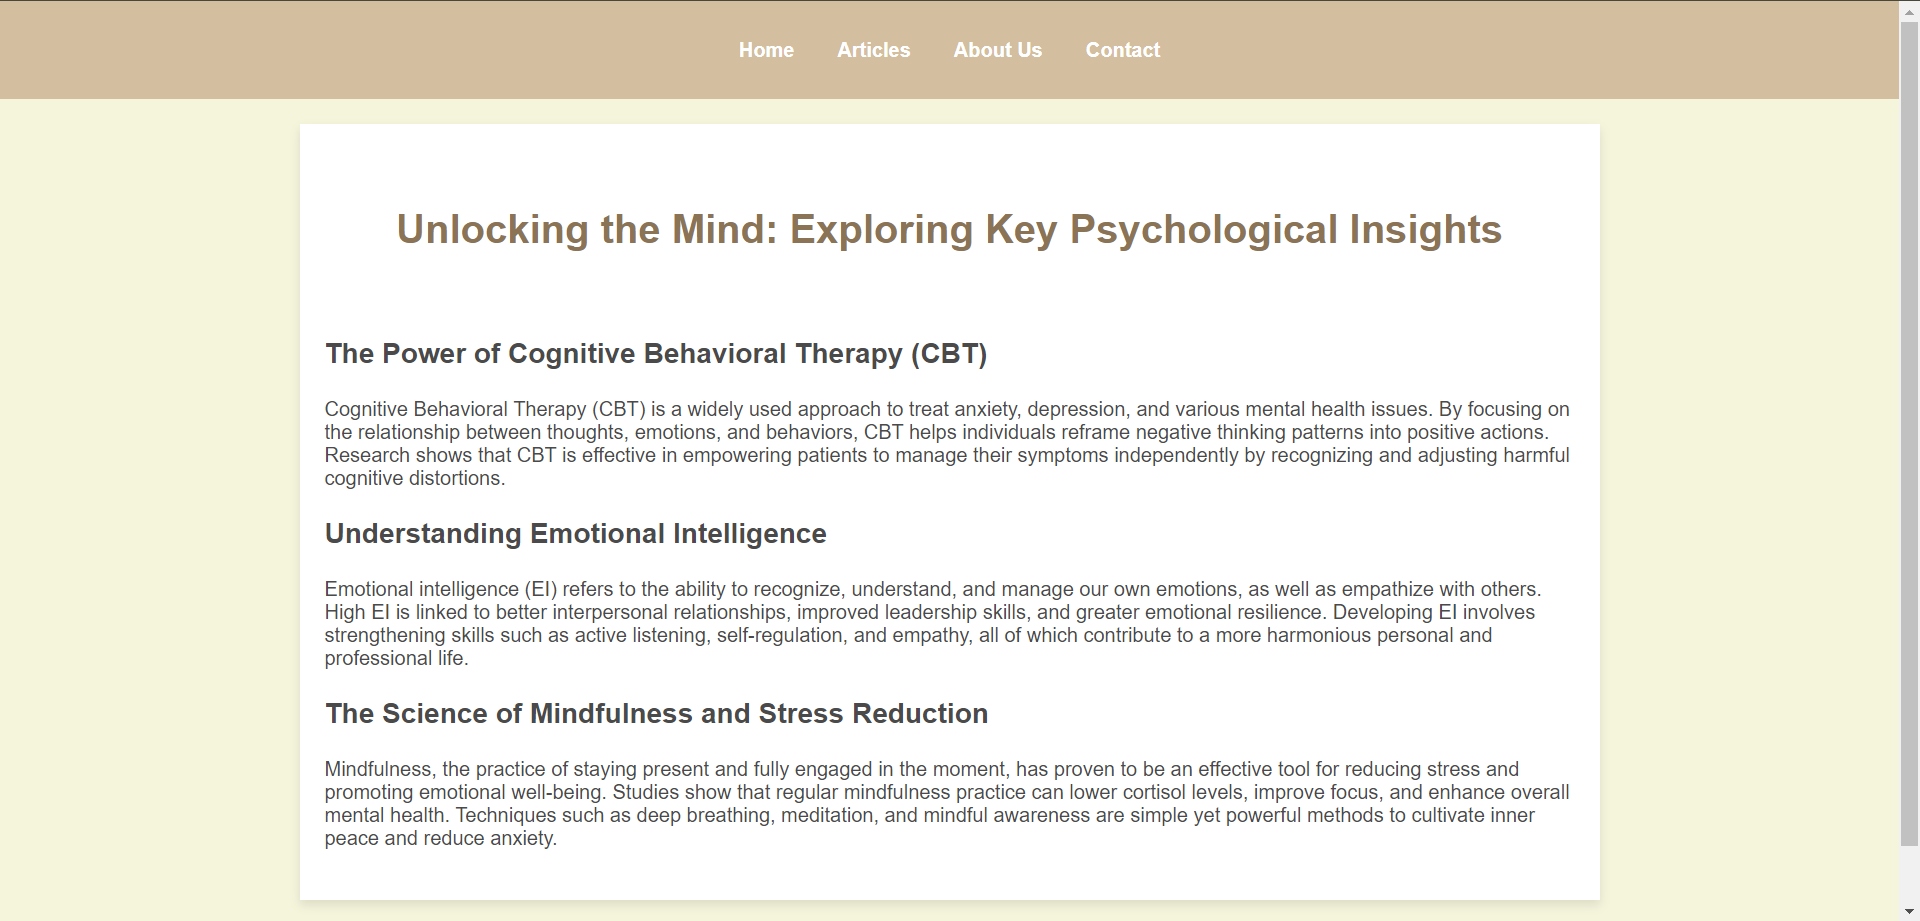 Home Articles About Us Contact
Unlocking the Mind: Exploring Key Psychological Insights
The Power of Cognitive Behavioral Therapy (CBT)
Cognitive Behavioral Therapy (CBT) is a widely used approach to treat anxiety, depression, and various mental health issues. By focusing on
the relationship between thoughts, emotions, and behaviors, CBT helps individuals reframe negative thinking patterns into positive actions.
Research shows that CBT is effective in empowering patients to manage their symptoms independently by recognizing and adjusting harmful
cognitive distortions.
Understanding Emotional Intelligence
Emotional intelligence (EI) refers to the ability to recognize, understand, and manage our own emotions, as well as empathize with others.
High EI is linked to better interpersonal relationships, improved leadership skills, and greater emotional resilience. Developing EI involves
strengthening skills such as active listening, self-regulation, and empathy, all of which contribute to a more harmonious personal and
professional life.
The Science of Mindfulness and Stress Reduction
Mindfulness, the practice of staying present and fully engaged in the moment, has proven to be an effective tool for reducing stress and
promoting emotional well-being. Studies show that regular mindfulness practice can lower cortisol levels, improve focus, and enhance overall
mental health. Techniques such as deep breathing, meditation, and mindful awareness are simple yet powerful methods to cultivate inner
peace and reduce anxiety.